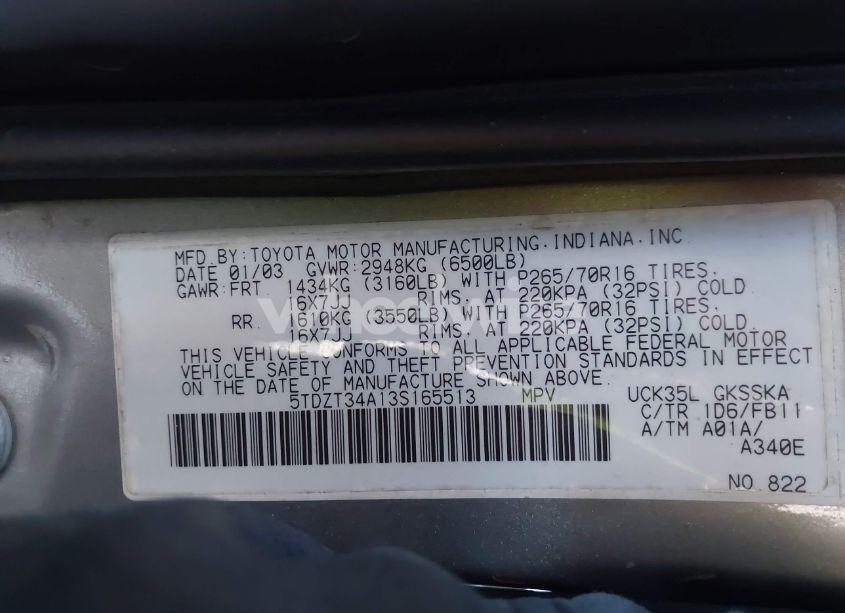 MFD.BY:TOYOTA MOTOR MANUFACTURING.INDIANA.INC.
DATE 01/03 GVWR:2948KG (6500LB)
GAWR:FRT 1434KG (3160LB) WITH P265/70R16 TIRES.
16X7JJ RIMS. AT 220KPA (32PSI) COLD.
RR. 1610KG (3550LB) WITH P265/70R16 TIRES.
16X7JJ RIMS. AT 220KPA (32PSI) COLD.
THIS VEHICLE CONFORMS TO ALL APPLICABLE FEDERAL MOTOR
VEHICLE SAFETY AND THEFT PREVENTION STANDARDS IN EFFECT
ON THE DATE OF MANUFACTURE SHOWN ABOVE.
5TDZT34A13S165513 MPV
UCK35L GKSSKA
C/TR 1D6/FB11
A/TM A01A/
A340E
NO.822